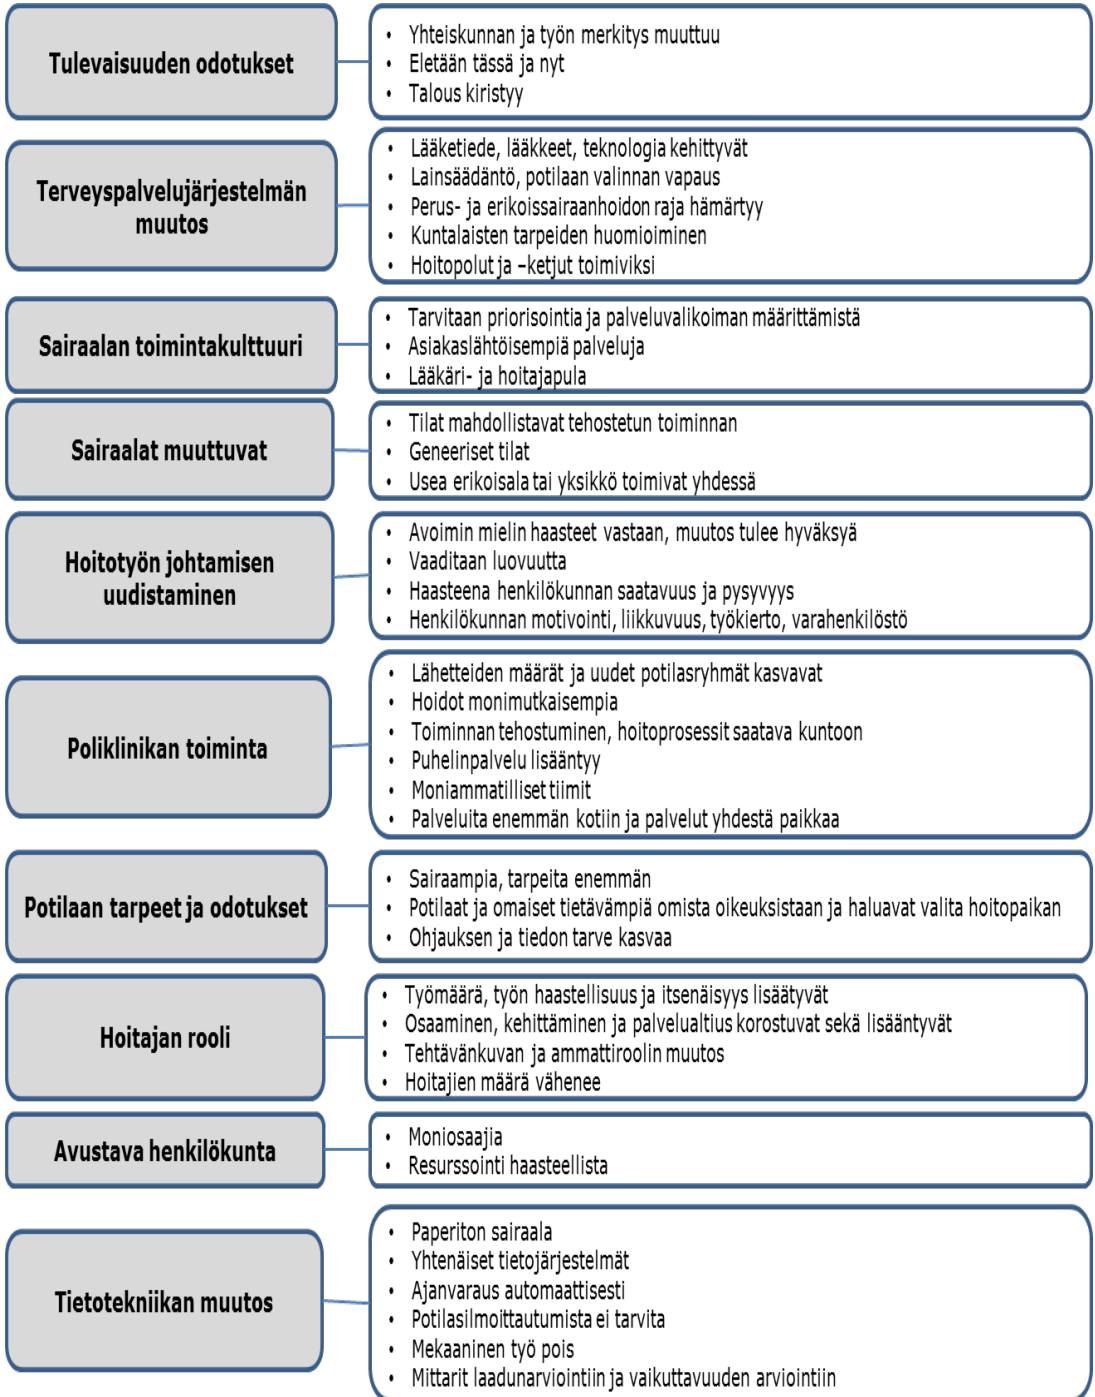 Tulevaisuuden odotukset
• Yhteiskunnan ja työn merkitys muuttuu
• Eletään tässä ja nyt
• Talous kiristyy
Terveyspalvelujärjestelmän
muutos
• Lääketiede, lääkkeet, teknologia kehittyvät
• Lainsäädäntö, potilaan valinnan vapaus
• Perus- ja erikoissairaanhoidon raja hämärtyy
• Kuntalaisten tarpeiden huomioiminen
• Hoitopolut ja –ketjut toimiviksi
Sairaalan toimintakulttuuri
• Tarvitaan priorisointia ja palveluvalikoiman määrittämistä
• Asiakaslähtöisempiä palveluja
• Lääkäri- ja hoitajapula
Sairaalat muuttuvat
• Tilat mahdollistavat tehostetun toiminnan
• Geneeriset tilat
• Usea erikoisala tai yksikkö toimivat yhdessä
Hoitotyön johtamisen
uudistaminen
• Avoimin mielin haasteet vastaan, muutos tulee hyväksyä
• Vaaditaan luovuutta
• Haasteena henkilökunnan saatavuus ja pysyvyys
• Henkilökunnan motivointi, liikkuvuus, työkierto, varahenkilöstö
Poliklinikan toiminta
• Lähetteiden määrät ja uudet potilasryhmät kasvavat
• Hoidot monimutkaisempia
• Toiminnan tehostuminen, hoitoprosessit saatava kuntoon
• Puhelinpalvelu lisääntyy
• Moniammatilliset tiimit
• Palveluita enemmän kotiin ja palvelut yhdestä paikkaa
Potilaan tarpeet ja odotukset
• Sairaampia, tarpeita enemmän
• Potilaat ja omaiset tietävämpiä omista oikeuksistaan ja haluavat valita hoitopaikan
• Ohjauksen ja tiedon tarve kasvaa
Hoitajan rooli
• Työmäärä, työn haastellisuus ja itsenäisyys lisäätyvät
• Osaaminen, kehittäminen ja palvelualtius korostuvat sekä lisääntyvät
• Tehtävänkuvan ja ammattiroolin muutos
• Hoitajien määrä vähenee
Avustava henkilökunta
• Moniosaajia
• Resurssointi haasteellista
Tietotekniikan muutos
• Paperiton sairaala
• Yhtenäiset tietojärjestelmät
• Ajanvaraus automaattisesti
• Potilasilmoittautumista ei tarvita
• Mekaaninen työ pois
• Mittarit laadunarviointiin ja vaikuttavuuden arviointiin